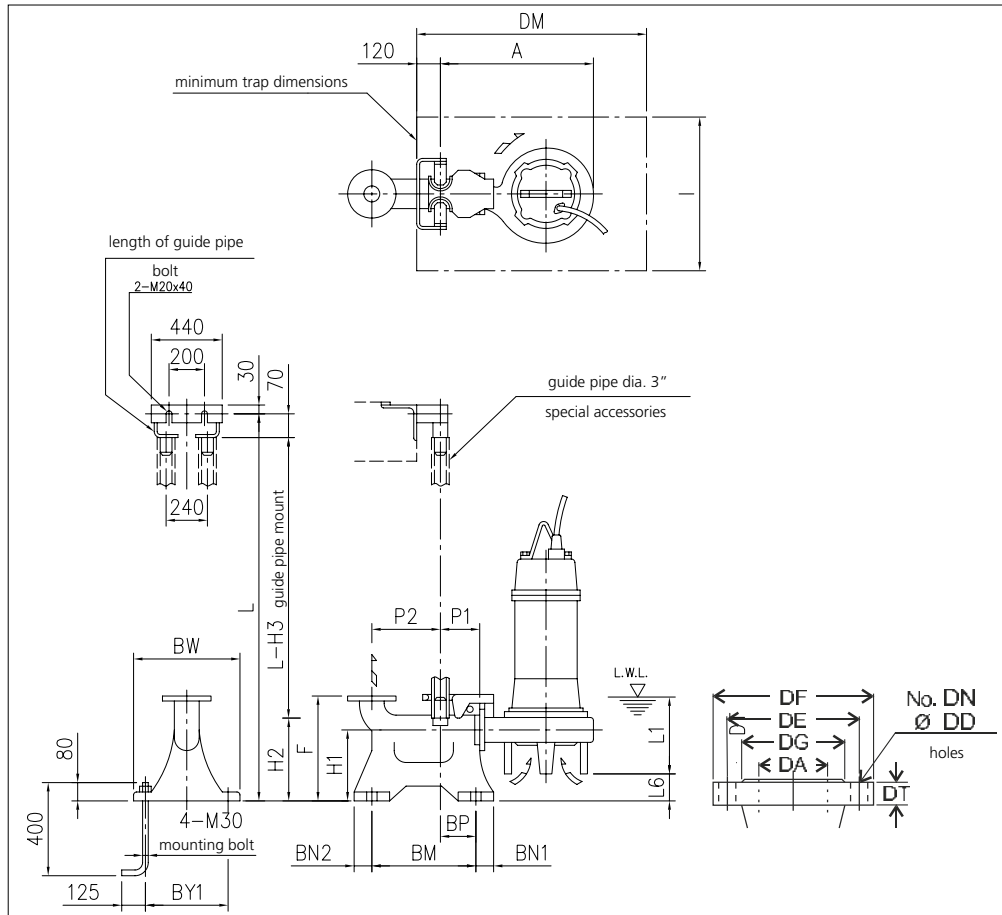 DM
120
A
minimum trap dimensions
I
length of guide pipe
bolt
2-M20x40
440
200
30
70
guide pipe dia. 3”
special accessories
240
L
L-H3
guide pipe mount
P2
P1
L.W.L.
BW
80
H2
F
H1
L1
L6
400
4-M30
mounting bolt
BP
BN2
BM
BN1
125
BY1
DF
DE
DG
DA
No. DN
Ø DD
holes
DT